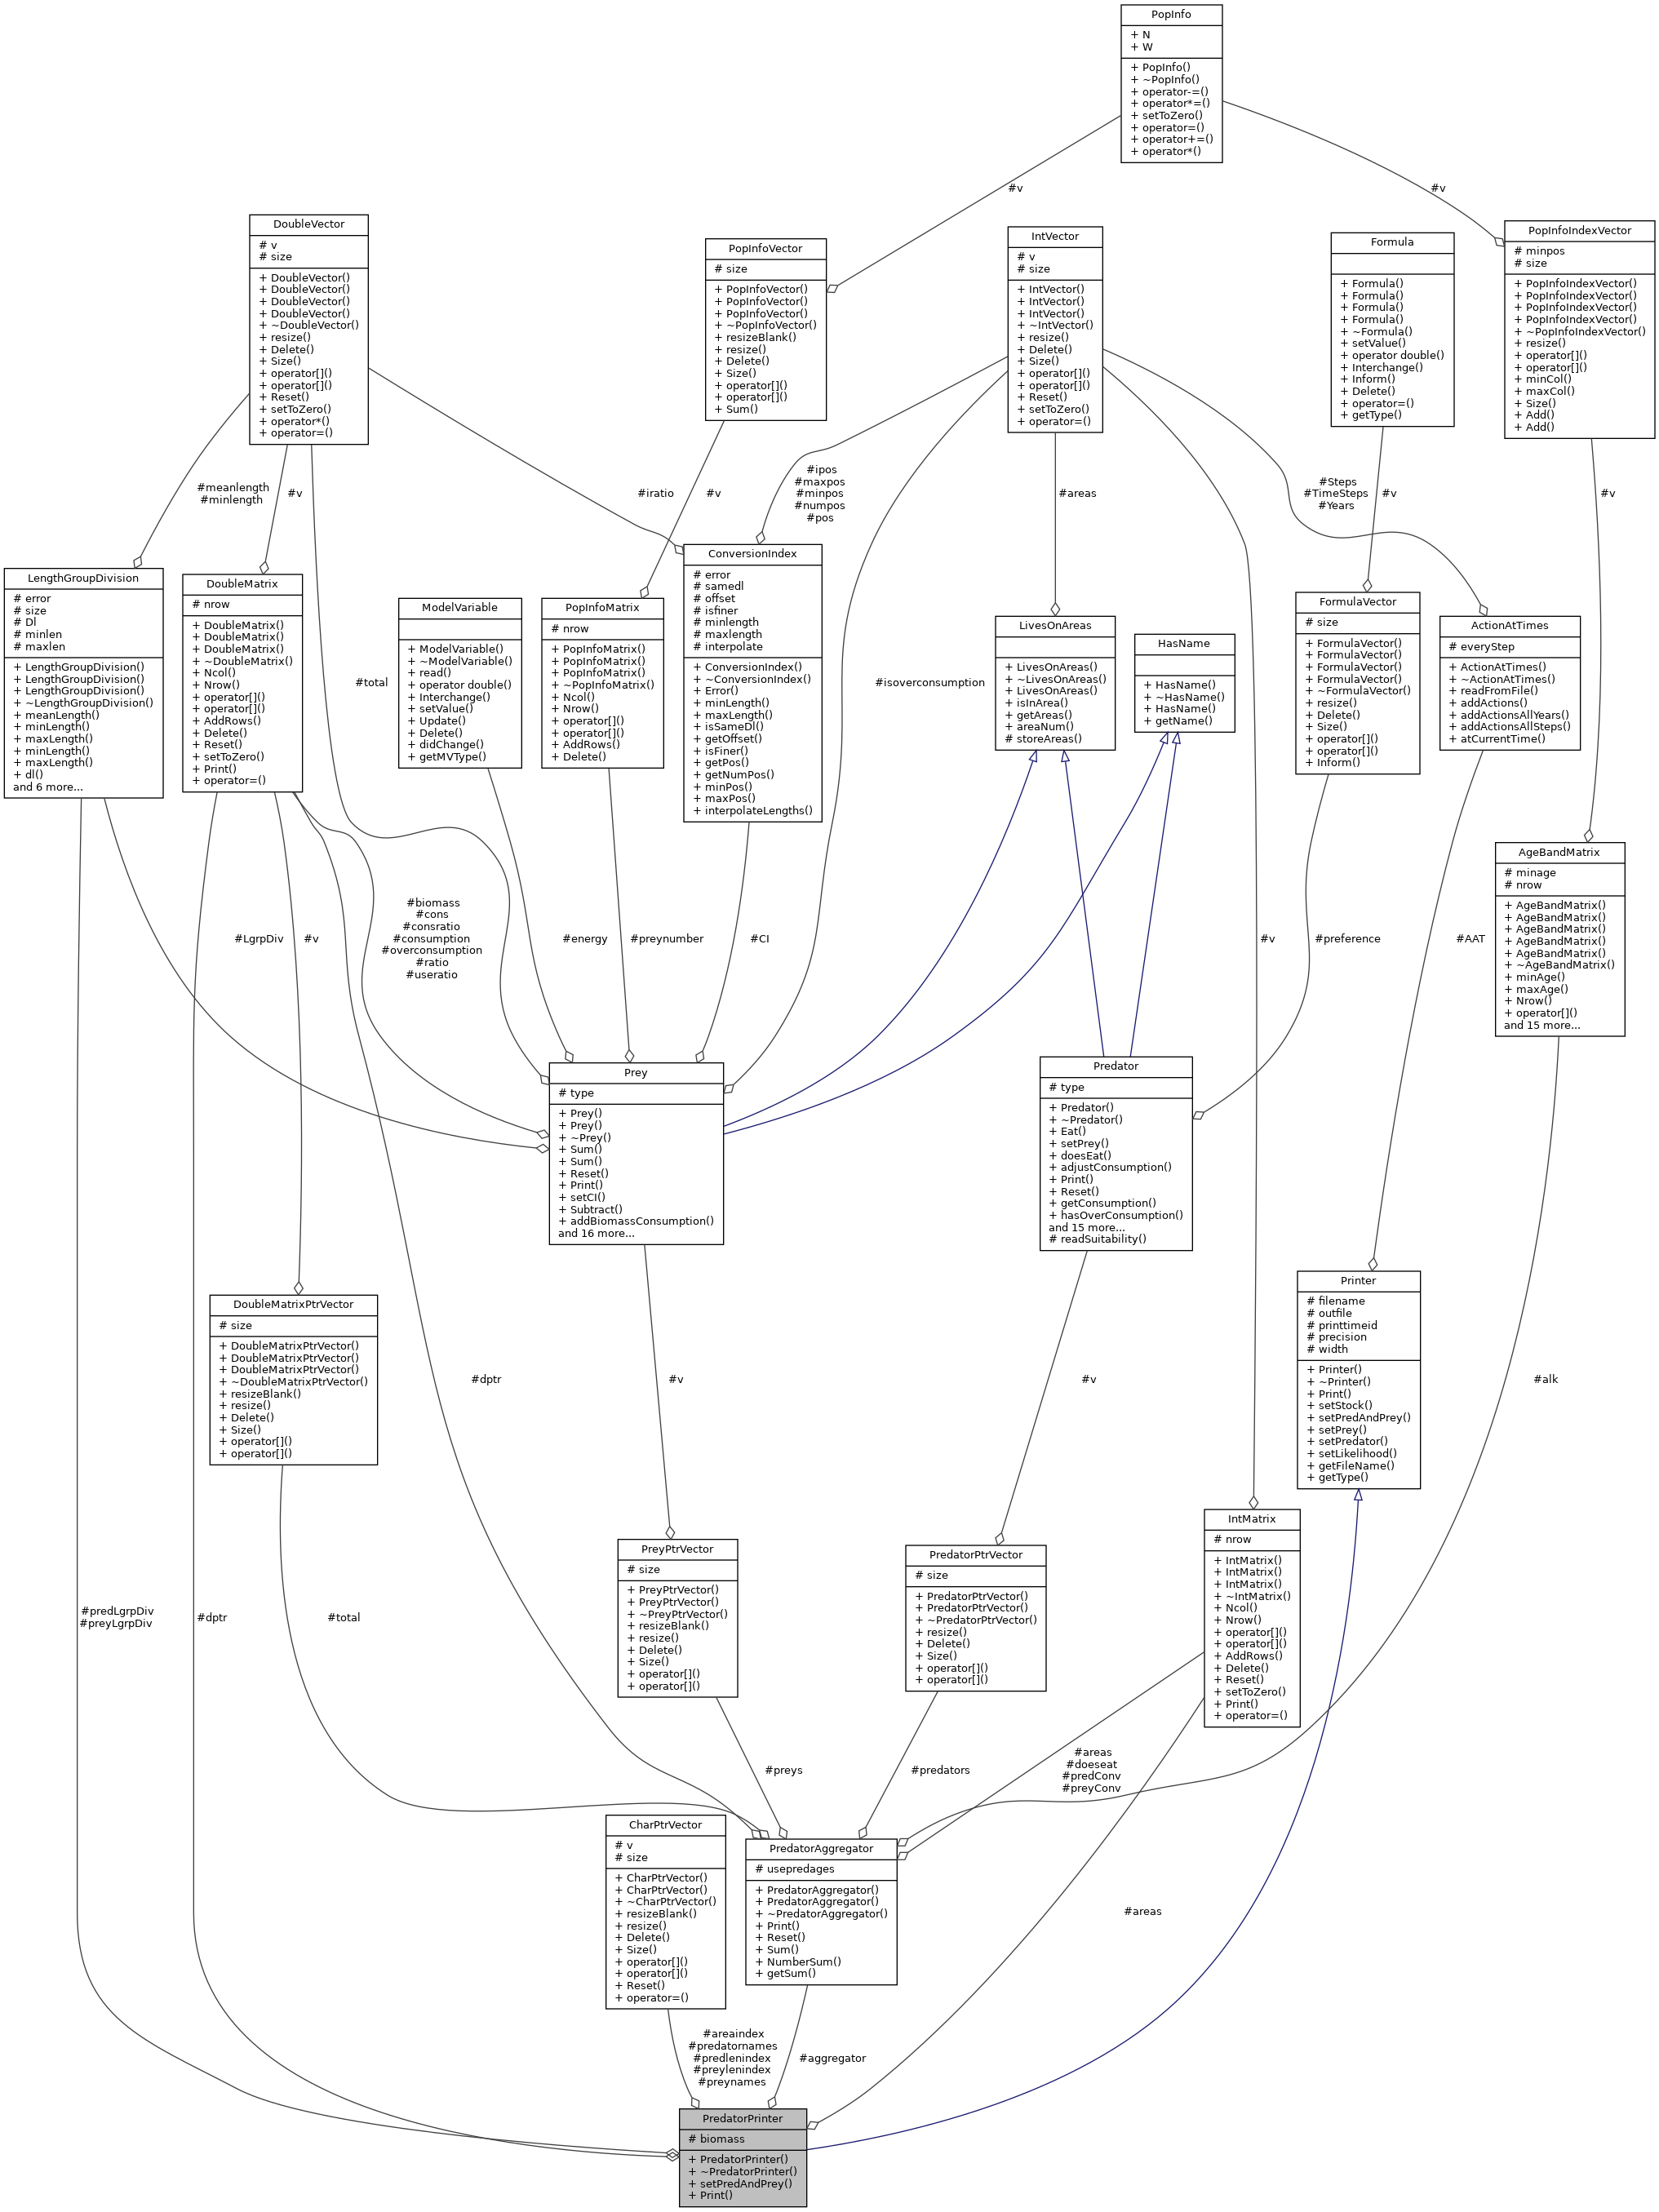 PopInfo
+ N
+ W
+ PopInfo()
+ ~PopInfo()
+ operator-=()
+ operator*=()
+ setToZero()
+ operator=()
+ operator+=()
+ operator*()
#v
#v
DoubleVector
# v
# size
+ DoubleVector()
+ DoubleVector()
+ DoubleVector()
+ DoubleVector()
+ ~DoubleVector()
+ resize()
+ Delete()
+ Size()
+ operator[]()
+ operator[]()
+ Reset()
+ setToZero()
+ operator*()
+ operator=()
PopInfoVector
# size
+ PopInfoVector()
+ PopInfoVector()
+ PopInfoVector()
+ ~PopInfoVector()
+ resizeBlank()
+ resize()
+ Delete()
+ Size()
+ operator[]()
+ operator[]()
+ Sum()
IntVector
# v
# size
+ IntVector()
+ IntVector()
+ IntVector()
+ ~IntVector()
+ resize()
+ Delete()
+ Size()
+ operator[]()
+ operator[]()
+ Reset()
+ setToZero()
+ operator=()
Formula
+ Formula()
+ Formula()
+ Formula()
+ Formula()
+ ~Formula()
+ setValue()
+ operator double()
+ Interchange()
+ Inform()
+ Delete()
+ operator=()
+ getType()
PopInfoIndexVector
# minpos
# size
+ PopInfoIndexVector()
+ PopInfoIndexVector()
+ PopInfoIndexVector()
+ PopInfoIndexVector()
+ ~PopInfoIndexVector()
+ resize()
+ operator[]()
+ operator[]()
+ minCol()
+ maxCol()
+ Size()
+ Add()
+ Add()
#meanlength
#minlength
#v
#iratio
#v
#ipos
#maxpos
#minpos
#numpos
#pos
#areas
#Steps
#TimeSteps
#Years
#v
#v
LengthGroupDivision
# error
# size
# Dl
# minlen
# maxlen
+ LengthGroupDivision()
+ LengthGroupDivision()
+ LengthGroupDivision()
+ ~LengthGroupDivision()
+ meanLength()
+ minLength()
+ maxLength()
+ minLength()
+ maxLength()
+ dl()
and 6 more...
DoubleMatrix
# nrow
+ DoubleMatrix()
+ DoubleMatrix()
+ DoubleMatrix()
+ ~DoubleMatrix()
+ Ncol()
+ Nrow()
+ operator[]()
+ operator[]()
+ AddRows()
+ Delete()
+ Reset()
+ setToZero()
+ Print()
+ operator=()
#total
ModelVariable
+ ModelVariable()
+ ~ModelVariable()
+ read()
+ operator double()
+ Interchange()
+ setValue()
+ Update()
+ Delete()
+ didChange()
+ getMVType()
PopInfoMatrix
# nrow
+ PopInfoMatrix()
+ PopInfoMatrix()
+ PopInfoMatrix()
+ ~PopInfoMatrix()
+ Ncol()
+ Nrow()
+ operator[]()
+ operator[]()
+ AddRows()
+ Delete()
ConversionIndex
# error
# samedl
# offset
# isfiner
# minlength
# maxlength
# interpolate
+ ConversionIndex()
+ ~ConversionIndex()
+ Error()
+ minLength()
+ maxLength()
+ isSameDl()
+ getOffset()
+ isFiner()
+ getPos()
+ getNumPos()
+ minPos()
+ maxPos()
+ interpolateLengths()
#isoverconsumption
LivesOnAreas
+ LivesOnAreas()
+ ~LivesOnAreas()
+ LivesOnAreas()
+ isInArea()
+ getAreas()
+ areaNum()
# storeAreas()
HasName
+ HasName()
+ ~HasName()
+ HasName()
+ getName()
FormulaVector
# size
+ FormulaVector()
+ FormulaVector()
+ FormulaVector()
+ FormulaVector()
+ ~FormulaVector()
+ resize()
+ Delete()
+ Size()
+ operator[]()
+ operator[]()
+ Inform()
ActionAtTimes
# everyStep
+ ActionAtTimes()
+ ~ActionAtTimes()
+ readFromFile()
+ addActions()
+ addActionsAllYears()
+ addActionsAllSteps()
+ atCurrentTime()
AgeBandMatrix
# minage
# nrow
+ AgeBandMatrix()
+ AgeBandMatrix()
+ AgeBandMatrix()
+ AgeBandMatrix()
+ AgeBandMatrix()
+ ~AgeBandMatrix()
+ minAge()
+ maxAge()
+ Nrow()
+ operator[]()
and 15 more...
#LgrpDiv
#v
#biomass
#cons
#consratio
#consumption
#overconsumption
#ratio
#useratio
#energy
#preynumber
#CI
#v
#preference
#AAT
Prey
# type
+ Prey()
+ Prey()
+ ~Prey()
+ Sum()
+ Sum()
+ Reset()
+ Print()
+ setCI()
+ Subtract()
+ addBiomassConsumption()
and 16 more...
Predator
# type
+ Predator()
+ ~Predator()
+ Eat()
+ setPrey()
+ doesEat()
+ adjustConsumption()
+ Print()
+ Reset()
+ getConsumption()
+ hasOverConsumption()
and 15 more...
# readSuitability()
DoubleMatrixPtrVector
# size
+ DoubleMatrixPtrVector()
+ DoubleMatrixPtrVector()
+ DoubleMatrixPtrVector()
+ ~DoubleMatrixPtrVector()
+ resizeBlank()
+ resize()
+ Delete()
+ Size()
+ operator[]()
+ operator[]()
Printer
# filename
# outfile
# printtimeid
# precision
# width
+ Printer()
+ ~Printer()
+ Print()
+ setStock()
+ setPredAndPrey()
+ setPrey()
+ setPredator()
+ setLikelihood()
+ getFileName()
+ getType()
#dptr
#v
#v
#alk
PreyPtrVector
# size
+ PreyPtrVector()
+ PreyPtrVector()
+ ~PreyPtrVector()
+ resizeBlank()
+ resize()
+ Delete()
+ Size()
+ operator[]()
+ operator[]()
PredatorPtrVector
# size
+ PredatorPtrVector()
+ PredatorPtrVector()
+ ~PredatorPtrVector()
+ resize()
+ Delete()
+ Size()
+ operator[]()
+ operator[]()
IntMatrix
# nrow
+ IntMatrix()
+ IntMatrix()
+ IntMatrix()
+ ~IntMatrix()
+ Ncol()
+ Nrow()
+ operator[]()
+ operator[]()
+ AddRows()
+ Delete()
+ Reset()
+ setToZero()
+ Print()
+ operator=()
#predLgrpDiv
#preyLgrpDiv
#dptr
#total
#preys
#predators
#areas
#doeseat
#predConv
#preyConv
CharPtrVector
# v
# size
+ CharPtrVector()
+ CharPtrVector()
+ ~CharPtrVector()
+ resizeBlank()
+ resize()
+ Delete()
+ Size()
+ operator[]()
+ operator[]()
+ Reset()
+ operator=()
PredatorAggregator
# usepredages
+ PredatorAggregator()
+ PredatorAggregator()
+ ~PredatorAggregator()
+ Print()
+ Reset()
+ Sum()
+ NumberSum()
+ getSum()
#areas
#areaindex
#predatornames
#predlenindex
#preylenindex
#preynames
#aggregator
PredatorPrinter
# biomass
+ PredatorPrinter()
+ ~PredatorPrinter()
+ setPredAndPrey()
+ Print()